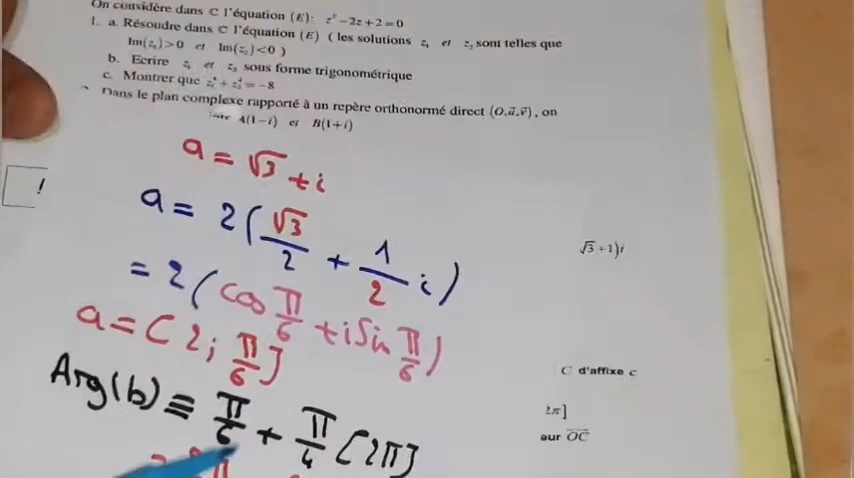 On considère dans C l'équation (E): z² - 2z + 2 = 0
1. a. Résoudre dans C l'équation (E) ( les solutions z₁ et z₂ sont telles que
Im(z₁) > 0 et Im(z₂) < 0 )
b. Ecrire z₁ et z₂ sous forme trigonométrique
c. Montrer que z₁⁴ + z₂⁴ = -8
Dans le plan complexe rapporté à un repère orthonormé direct (O,u⃗,v⃗), on
A(1-i) et B(1+i)
a = √3 + i
!
a = 2(√3/2 + 1/2 i)
√3 + 1)i
= 2(cos π/6 + i sin π/6)
a = [2; π/6]
C d'affixe c
Arg(b) ≡ π/6 + π/4 [2π]
2π]
sur OC